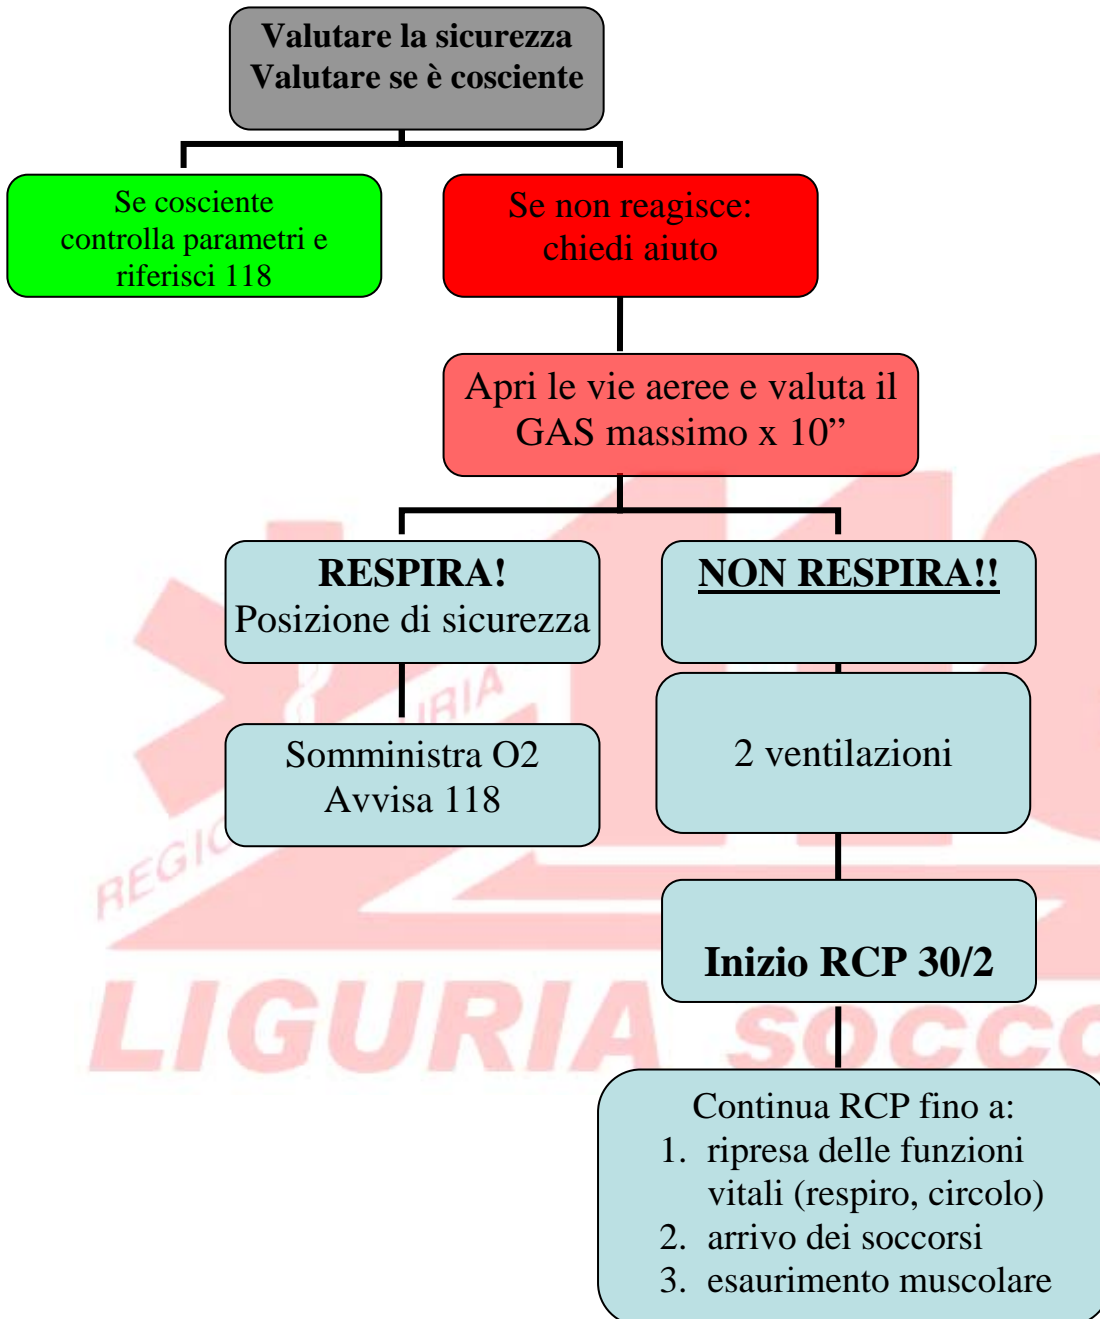 Valutare la sicurezza
Valutare se è cosciente
Se cosciente
controlla parametri e
riferisci 118
Se non reagisce:
chiedi aiuto
Apri le vie aeree e valuta il
GAS massimo x 10”
RESPIRA!
Posizione di sicurezza
NON RESPIRA!!
Somministra O2
Avvisa 118
2 ventilazioni
Inizio RCP 30/2
LIGURIA SOCCO
Continua RCP fino a:
1. ripresa delle funzioni
vitali (respiro, circolo)
2. arrivo dei soccorsi
3. esaurimento muscolare